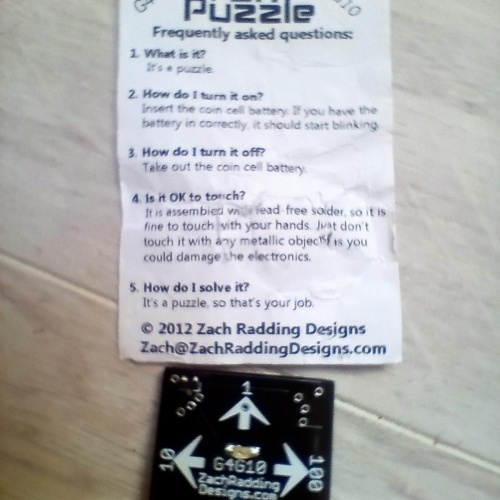 Puzzle
Frequently asked questions:
1. What is it?
It's a puzzle.
2. How do I turn it on?
Insert the coin cell battery. If you have the
battery in correctly, it should start blinking.
3. How do I turn it off?
Take out the coin cell battery.
4. Is it OK to touch?
It is assembled with lead-free solder, so it is
fine to touch with your hands. Just don't
touch it with any metallic objects as you
could damage the electronics.
5. How do I solve it?
It's a puzzle, so that's your job.
© 2012 Zach Radding Designs
Zach@ZachRaddingDesigns.com
1
10
100
G4G10
ZachRadding
Designs.com